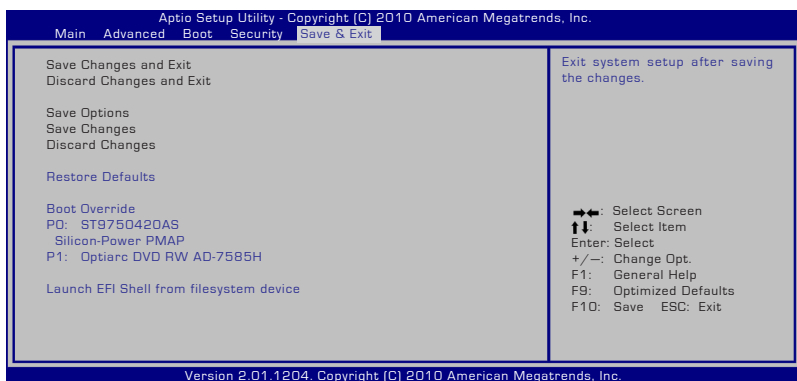 Aptio Setup Utility - Copyright (C) 2010 American Megatrends, Inc.
Main Advanced Boot Security Save & Exit
Save Changes and Exit
Discard Changes and Exit
Save Options
Save Changes
Discard Changes
Restore Defaults
Boot Override
P0: ST9750420AS
Silicon-Power PMAP
P1: Optiarc DVD RW AD-7585H
Launch EFI Shell from filesystem device
Exit system setup after saving
the changes.
→←: Select Screen
↑↓: Select Item
Enter: Select
+/—: Change Opt.
F1: General Help
F9: Optimized Defaults
F10: Save ESC: Exit
Version 2.01.1204. Copyright (C) 2010 American Megatrends, Inc.